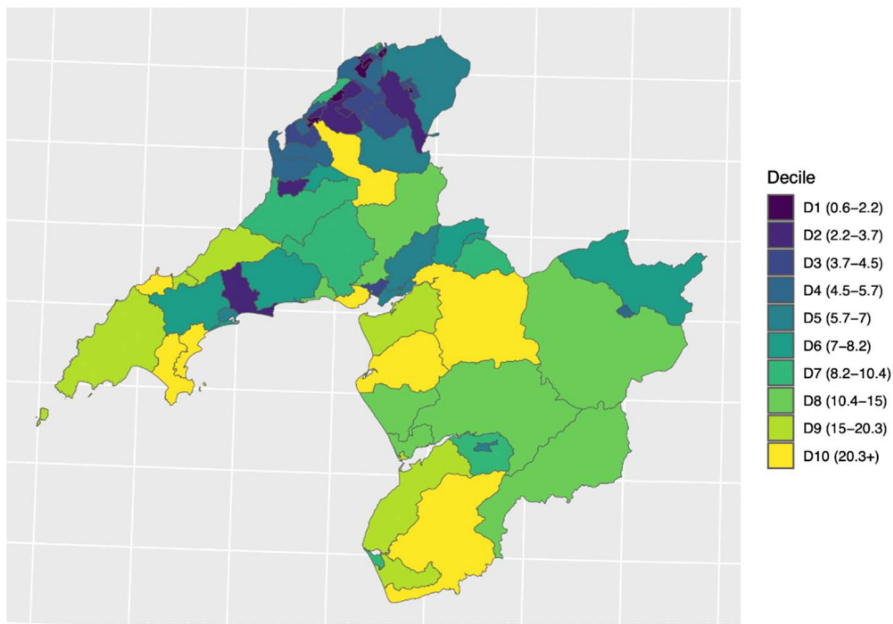 Decile
D1 (0.6–2.2)
D2 (2.2–3.7)
D3 (3.7–4.5)
D4 (4.5–5.7)
D5 (5.7–7)
D6 (7–8.2)
D7 (8.2–10.4)
D8 (10.4–15)
D9 (15–20.3)
D10 (20.3+)